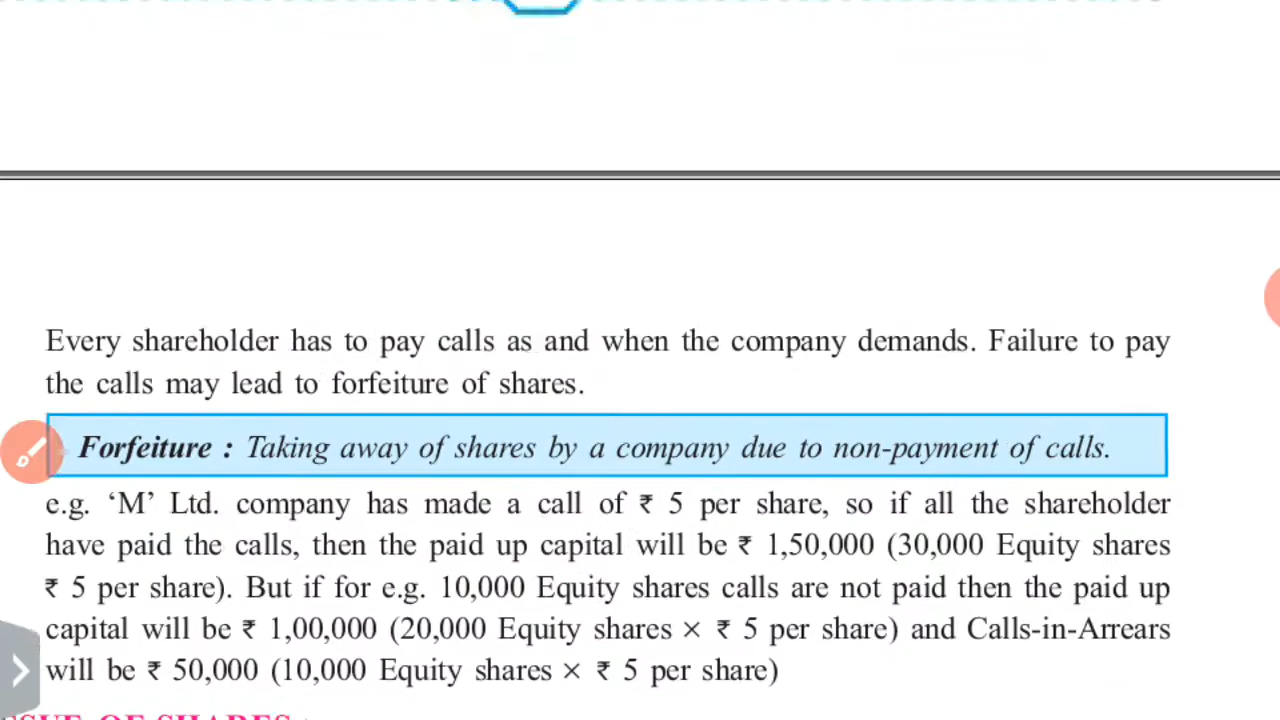 Every shareholder has to pay calls as and when the company demands. Failure to pay
the calls may lead to forfeiture of shares.
Forfeiture : Taking away of shares by a company due to non-payment of calls.
e.g. ‘M’ Ltd. company has made a call of ₹ 5 per share, so if all the shareholder
have paid the calls, then the paid up capital will be ₹ 1,50,000 (30,000 Equity shares
₹ 5 per share). But if for e.g. 10,000 Equity shares calls are not paid then the paid up
capital will be ₹ 1,00,000 (20,000 Equity shares × ₹ 5 per share) and Calls-in-Arrears
will be ₹ 50,000 (10,000 Equity shares × ₹ 5 per share)
OF SHARES :